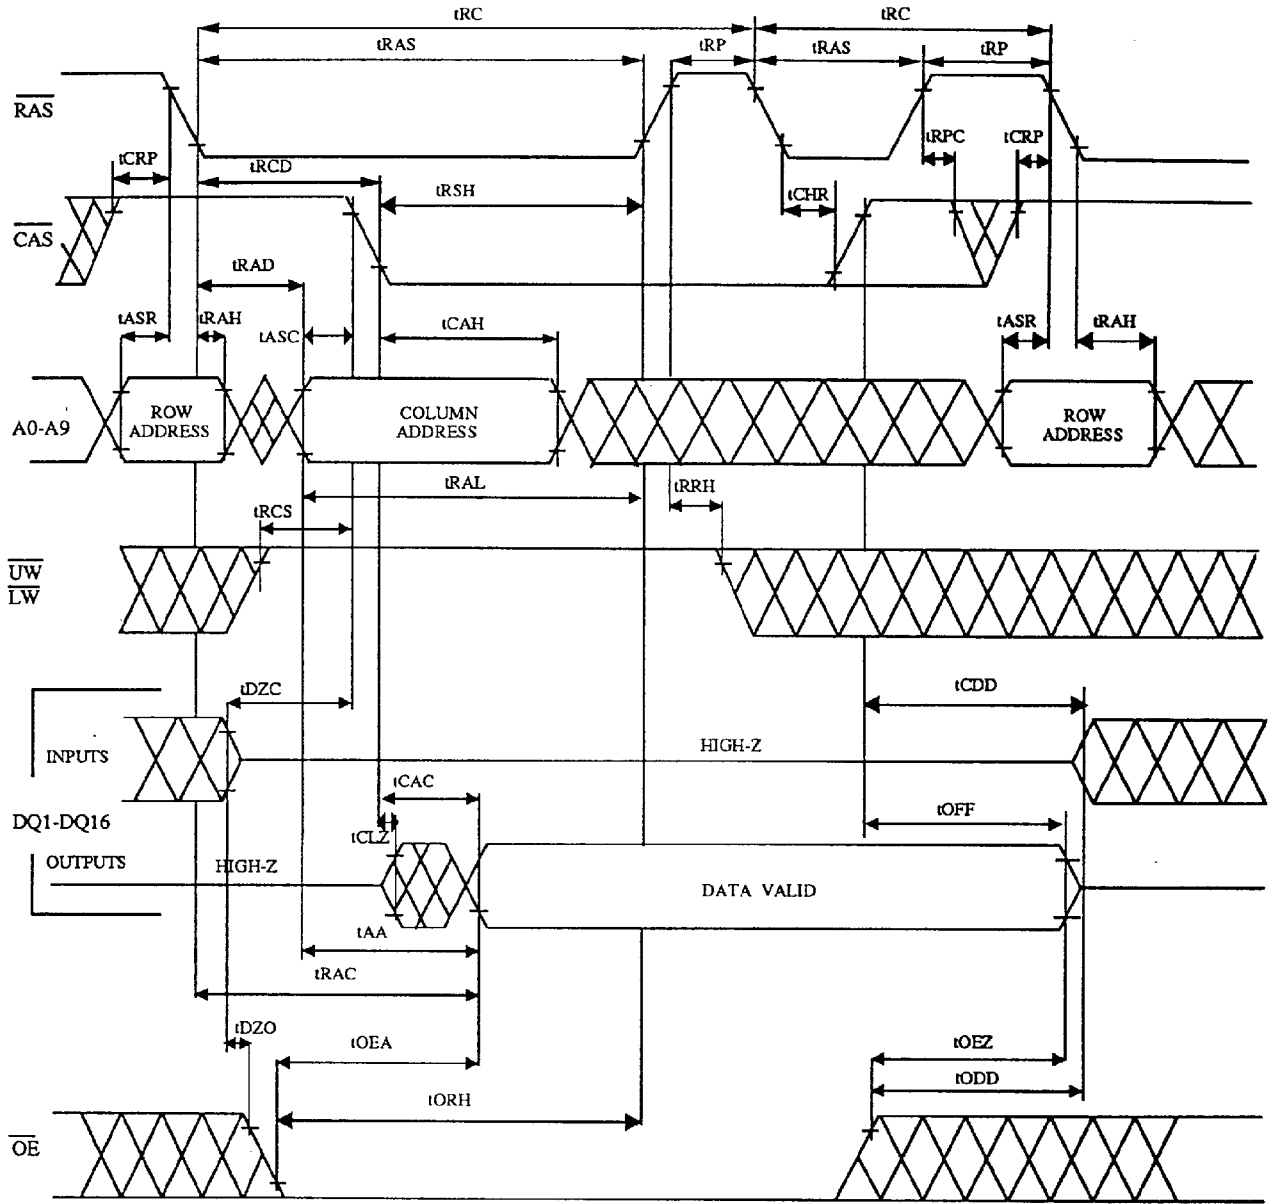 tRC tRC
tRAS tRP tRAS tRP
RAS
tCRP tRCD tRPC tCRP
tRSH tCHR
CAS
tRAD
tASR tRAH tASC tCAH tASR tRAH
A0-A9 ROW ADDRESS COLUMN ADDRESS ROW ADDRESS
tRAL tRRH
tRCS
UW
LW
tDZC tCDD
INPUTS HIGH-Z
tCAC
DQ1-DQ16 tOFF
tCLZ
OUTPUTS HIGH-Z DATA VALID
tAA
tRAC
tDZO tOEA tOEZ
tODD
tORH
OE